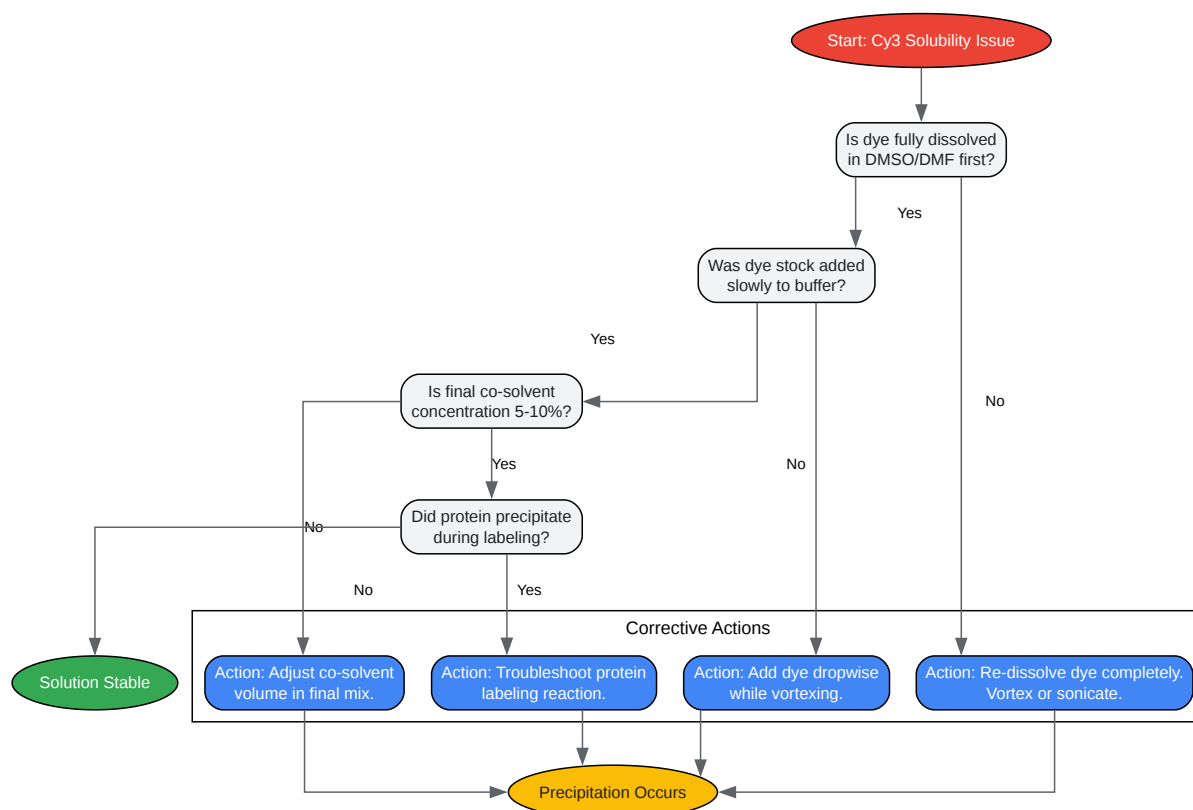 Start: Cy3 Solubility Issue
Is dye fully dissolved
in DMSO/DMF first?
Yes
Was dye stock added
slowly to buffer?
Yes
Is final co-solvent
concentration 5-10%?
No
Yes
No
Did protein precipitate
during labeling?
No
No
Yes
Corrective Actions
Solution Stable
Action: Adjust co-solvent
volume in final mix.
Action: Troubleshoot protein
labeling reaction.
Action: Add dye dropwise
while vortexing.
Action: Re-dissolve dye completely.
Vortex or sonicate.
Precipitation Occurs